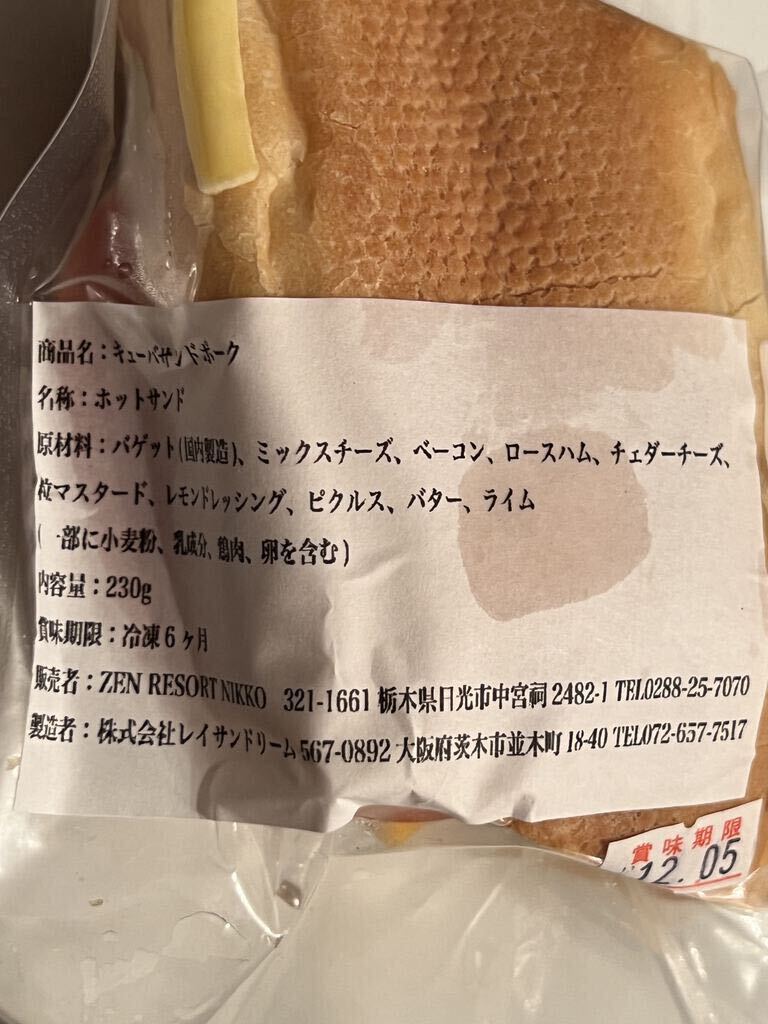 商品名：キューバサンドポーク
名称：ホットサンド
原材料：バゲット(国内製造)、ミックスチーズ、ベーコン、ロースハム、チェダーチーズ、
粒マスタード、レモンドレッシング、ピクルス、バター、ライム
(一部に小麦粉、乳成分、鶏肉、卵を含む)
内容量：230g
賞味期限：冷凍6ヶ月
販売者：ZEN RESORT NIKKO 321-1661 栃木県日光市中宮祠 2482-1 TEL0288-25-7070
製造者：株式会社レイサンドリーム 567-0892 大阪府茨木市並木町 18-40 TEL072-657-7517
賞味期限
12.05